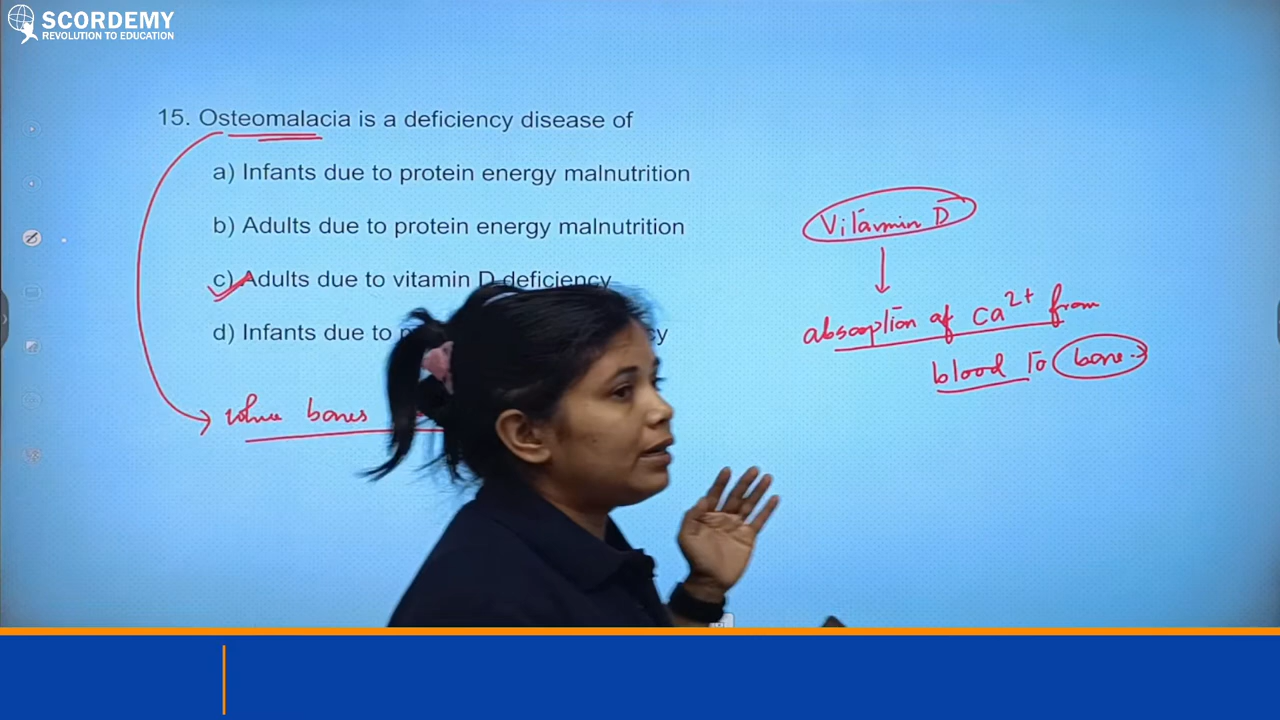 SCORDEMY
REVOLUTION TO EDUCATION
15. Osteomalacia is a deficiency disease of
a) Infants due to protein energy malnutrition
b) Adults due to protein energy malnutrition
c) Adults due to vitamin D deficiency
d) Infants due to
Vitamin D
absorption of Ca2+ from
blood to bone
bones